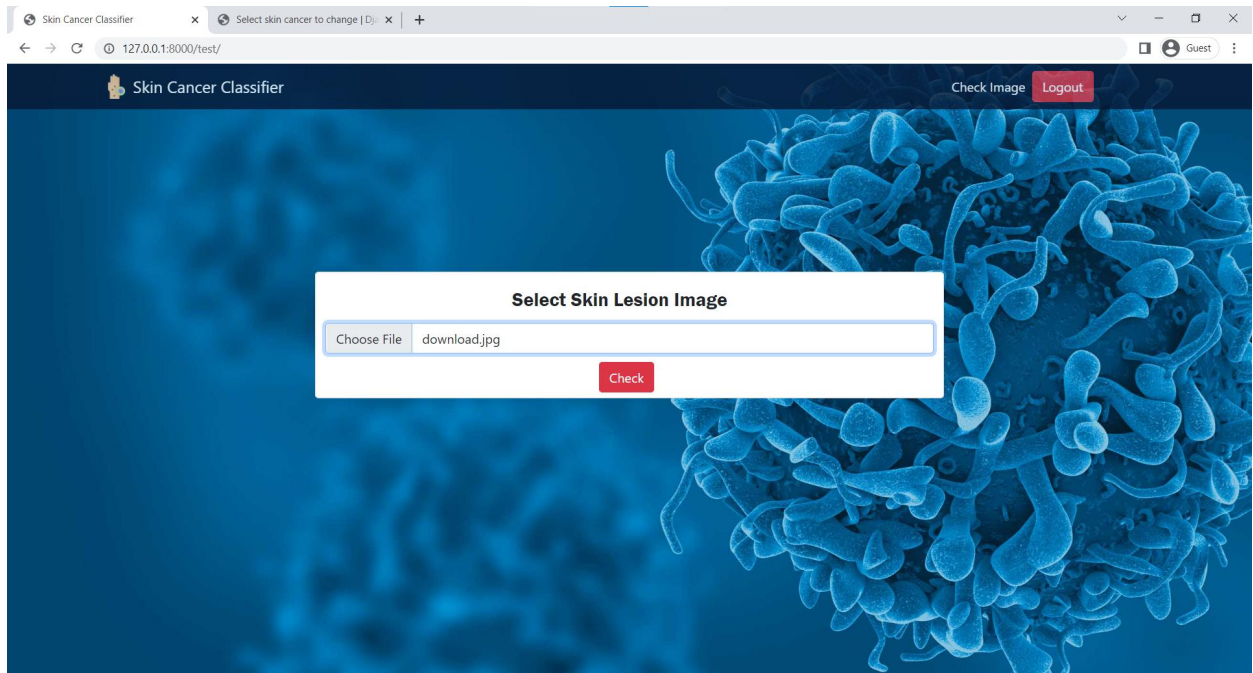 Skin Cancer Classifier
Select skin cancer to change | Dj
127.0.0.1:8000/test/
Guest
Skin Cancer Classifier
Check Image
Logout
Select Skin Lesion Image
Choose File
download.jpg
Check